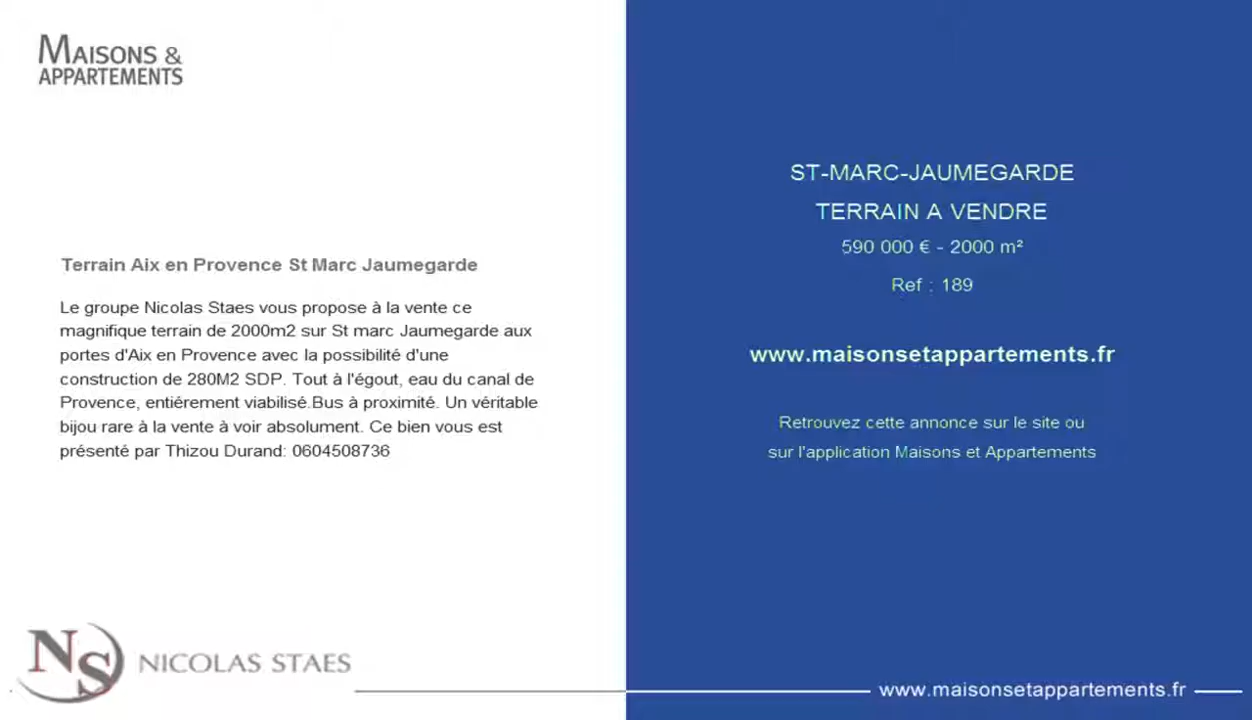 MAISONS &
APPARTEMENTS
Terrain Aix en Provence St Marc Jaumegarde
Le groupe Nicolas Staes vous propose à la vente ce
magnifique terrain de 2000m2 sur St marc Jaumegarde aux
portes d'Aix en Provence avec la possibilité d'une
construction de 280M2 SDP. Tout à l'égout, eau du canal de
Provence, entiérement viabilisé.Bus à proximité. Un véritable
bijou rare à la vente à voir absolument. Ce bien vous est
présenté par Thizou Durand: 0604508736
NS NICOLAS STAES
ST-MARC-JAUMEGARDE
TERRAIN A VENDRE
590 000 € - 2000 m²
Ref : 189
www.maisonsetappartements.fr
Retrouvez cette annonce sur le site ou
sur l'application Maisons et Appartements
www.maisonsetappartements.fr